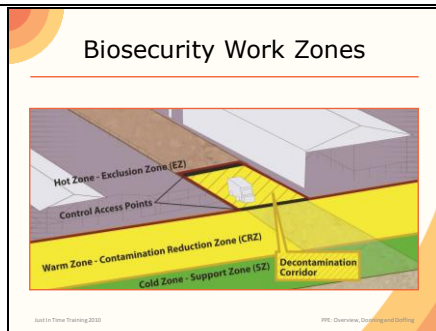 Biosecurity Work Zones
Hot Zone - Exclusion Zone (EZ)
Control Access Points
Warm Zone - Contamination Reduction Zone (CRZ)
Cold Zone - Support Zone (SZ)
Decontamination
Corridor
Just In Time Training 2010
PPE: Overview, Donning and Doffing